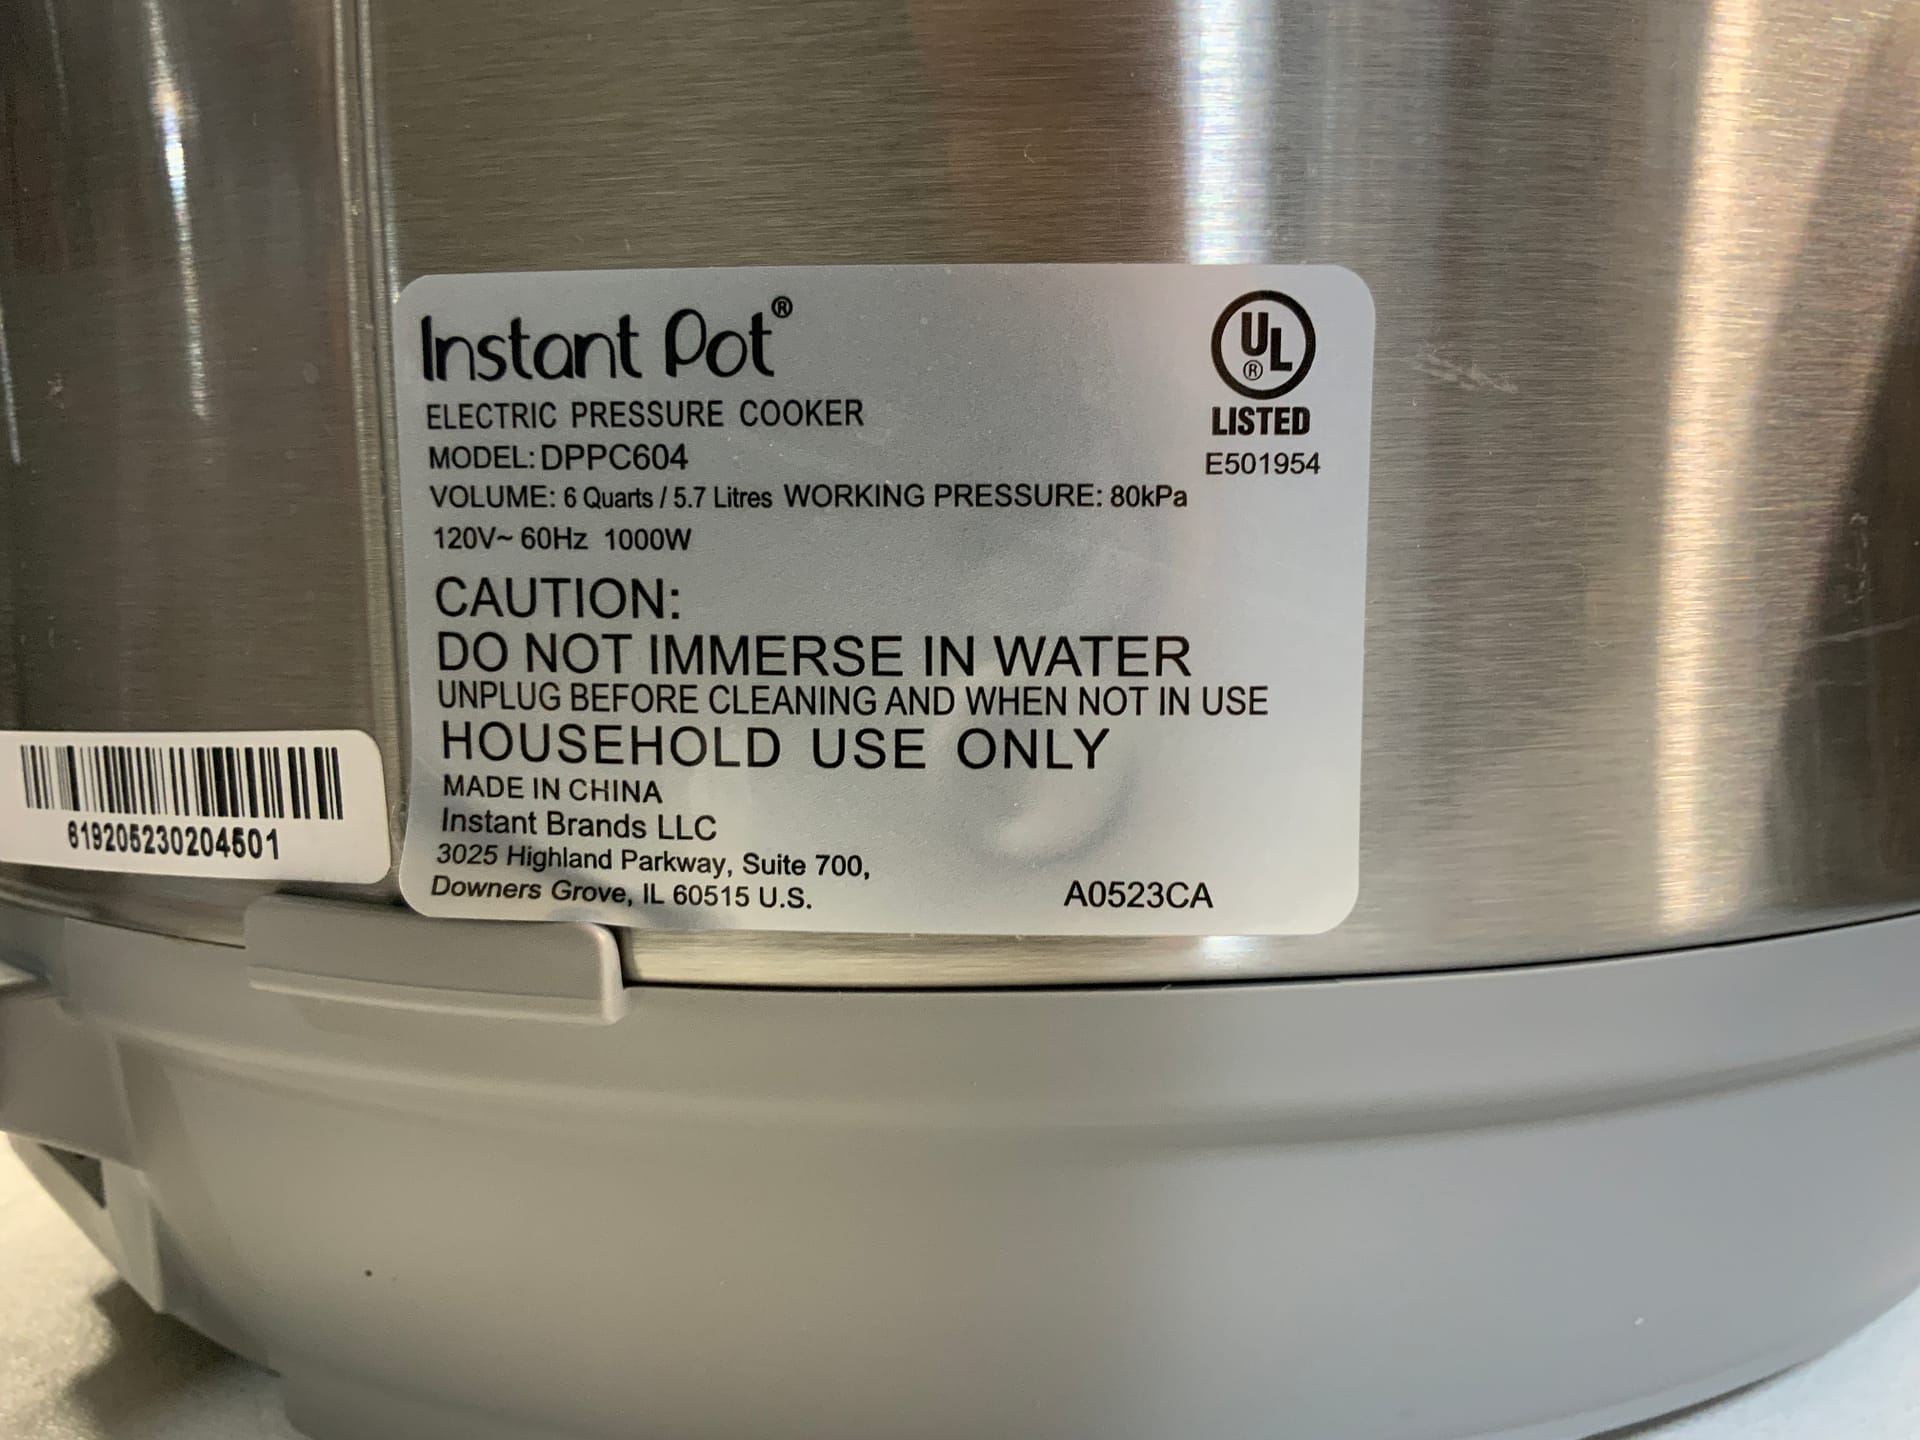 Instant Pot®
ELECTRIC PRESSURE COOKER
MODEL: DPPC604
VOLUME: 6 Quarts / 5.7 Litres WORKING PRESSURE: 80kPa
120V~ 60Hz 1000W
CAUTION:
DO NOT IMMERSE IN WATER
UNPLUG BEFORE CLEANING AND WHEN NOT IN USE
HOUSEHOLD USE ONLY
MADE IN CHINA
Instant Brands LLC
3025 Highland Parkway, Suite 700,
Downers Grove, IL 60515 U.S.
A0523CA
UL®
LISTED
E501954
619205230204501